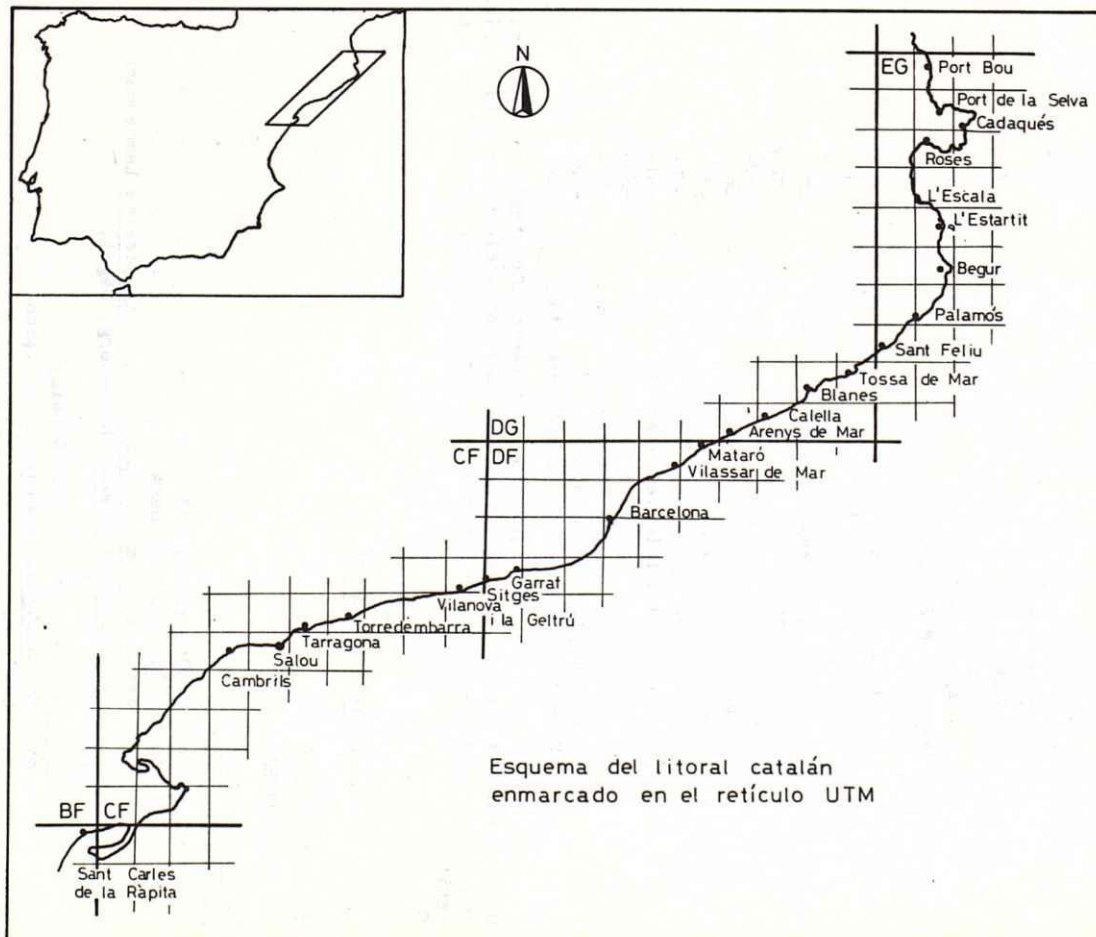 N
EG
Port Bou
Port de la Selva
Cadaqués
Roses
L'Escala
L'Estartit
Begur
Palamós
Sant Feliu
Tossa de Mar
Blanes
Calella
Arenys de Mar
DG
CF DF
Mataró
Vilassar de Mar
Barcelona
Garraf
Sitges
Vilanova
i la Geltrú
Torredembarra
Tarragona
Salou
Cambrils
Esquema del litoral catalán
enmarcado en el retículo UTM
BF CF
Sant Carles
de la Ràpita